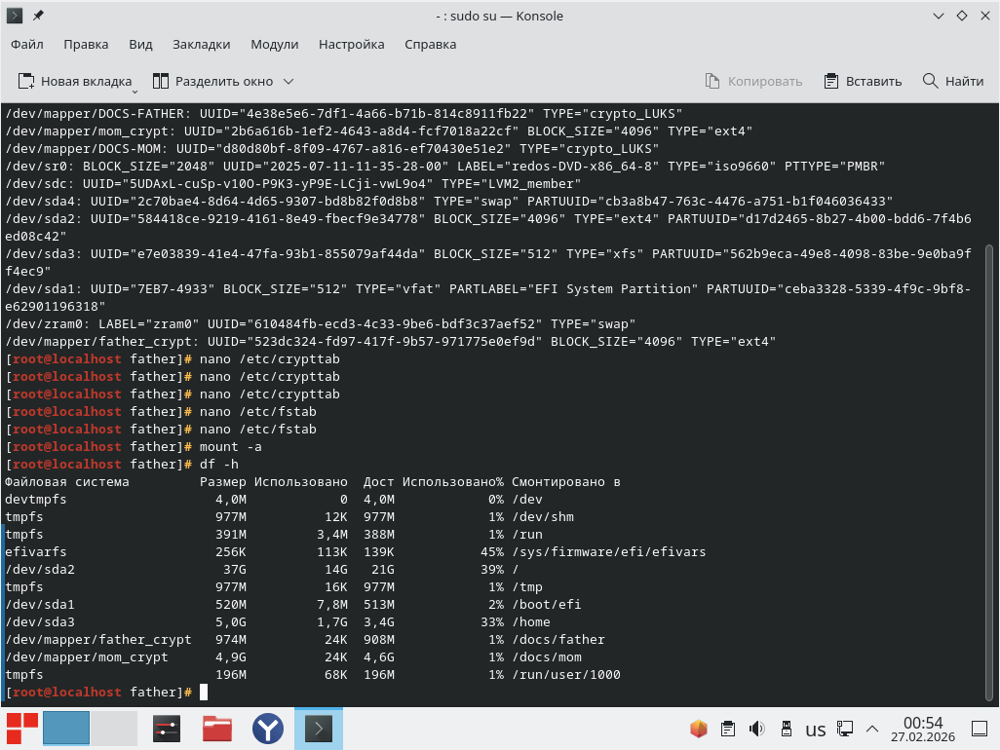 - : sudo su — Konsole
Файл Правка Вид Закладки Модули Настройка Справка
Новая вкладка Разделить окно Копировать Вставить Найти
/dev/mapper/DOCS-FATHER: UUID="4e38e5e6-7df1-4a66-b71b-814c8911fb22" TYPE="crypto_LUKS"
/dev/mapper/mom_crypt: UUID="2b6a616b-1ef2-4643-a8d4-fcf7018a22cf" BLOCK_SIZE="4096" TYPE="ext4"
/dev/mapper/DOCS-MOM: UUID="d80d80bf-8f09-4767-a816-ef70430e51e2" TYPE="crypto_LUKS"
/dev/sr0: BLOCK_SIZE="2048" UUID="2025-07-11-11-35-28-00" LABEL="redos-DVD-x86_64-8" TYPE="iso9660" PTTYPE="PMBR"
/dev/sdc: UUID="5UDAxL-cuSp-v10O-P9K3-yP9E-LCji-vwL9o4" TYPE="LVM2_member"
/dev/sda4: UUID="2c70bae4-8d64-4d65-9307-bd8b82f0d8b8" TYPE="swap" PARTUUID="cb3a8b47-763c-4476-a751-b1f046036433"
/dev/sda2: UUID="584418ce-9219-4161-8e49-fbecf9e34778" BLOCK_SIZE="4096" TYPE="ext4" PARTUUID="d17d2465-8b27-4b00-bdd6-7f4b6
ed08c42"
/dev/sda3: UUID="e7e03839-41e4-47fa-93b1-855079af44da" BLOCK_SIZE="512" TYPE="xfs" PARTUUID="562b9eca-49e8-4098-83be-9e0ba9f
f4ec9"
/dev/sda1: UUID="7EB7-4933" BLOCK_SIZE="512" TYPE="vfat" PARTLABEL="EFI System Partition" PARTUUID="ceba3328-5339-4f9c-9bf8-
e62901196318"
/dev/zram0: LABEL="zram0" UUID="610484fb-ecd3-4c33-9be6-bdf3c37aef52" TYPE="swap"
/dev/mapper/father_crypt: UUID="523dc324-fd97-417f-9b57-971775e0ef9d" BLOCK_SIZE="4096" TYPE="ext4"
[root@localhost father]# nano /etc/crypttab
[root@localhost father]# nano /etc/crypttab
[root@localhost father]# nano /etc/crypttab
[root@localhost father]# nano /etc/fstab
[root@localhost father]# nano /etc/fstab
[root@localhost father]# mount -a
[root@localhost father]# df -h
Файловая система Размер Использовано Дост Использовано% Смонтировано в
devtmpfs 4,0M 0 4,0M 0% /dev
tmpfs 977M 12K 977M 1% /dev/shm
tmpfs 391M 3,4M 388M 1% /run
efivarfs 256K 113K 139K 45% /sys/firmware/efi/efivars
/dev/sda2 37G 14G 21G 39% /
tmpfs 977M 16K 977M 1% /tmp
/dev/sda1 520M 7,8M 513M 2% /boot/efi
/dev/sda3 5,0G 1,7G 3,4G 33% /home
/dev/mapper/father_crypt 974M 24K 908M 1% /docs/father
/dev/mapper/mom_crypt 4,9G 24K 4,6G 1% /docs/mom
tmpfs 196M 68K 196M 1% /run/user/1000
[root@localhost father]#
us 00:54
27.02.2026